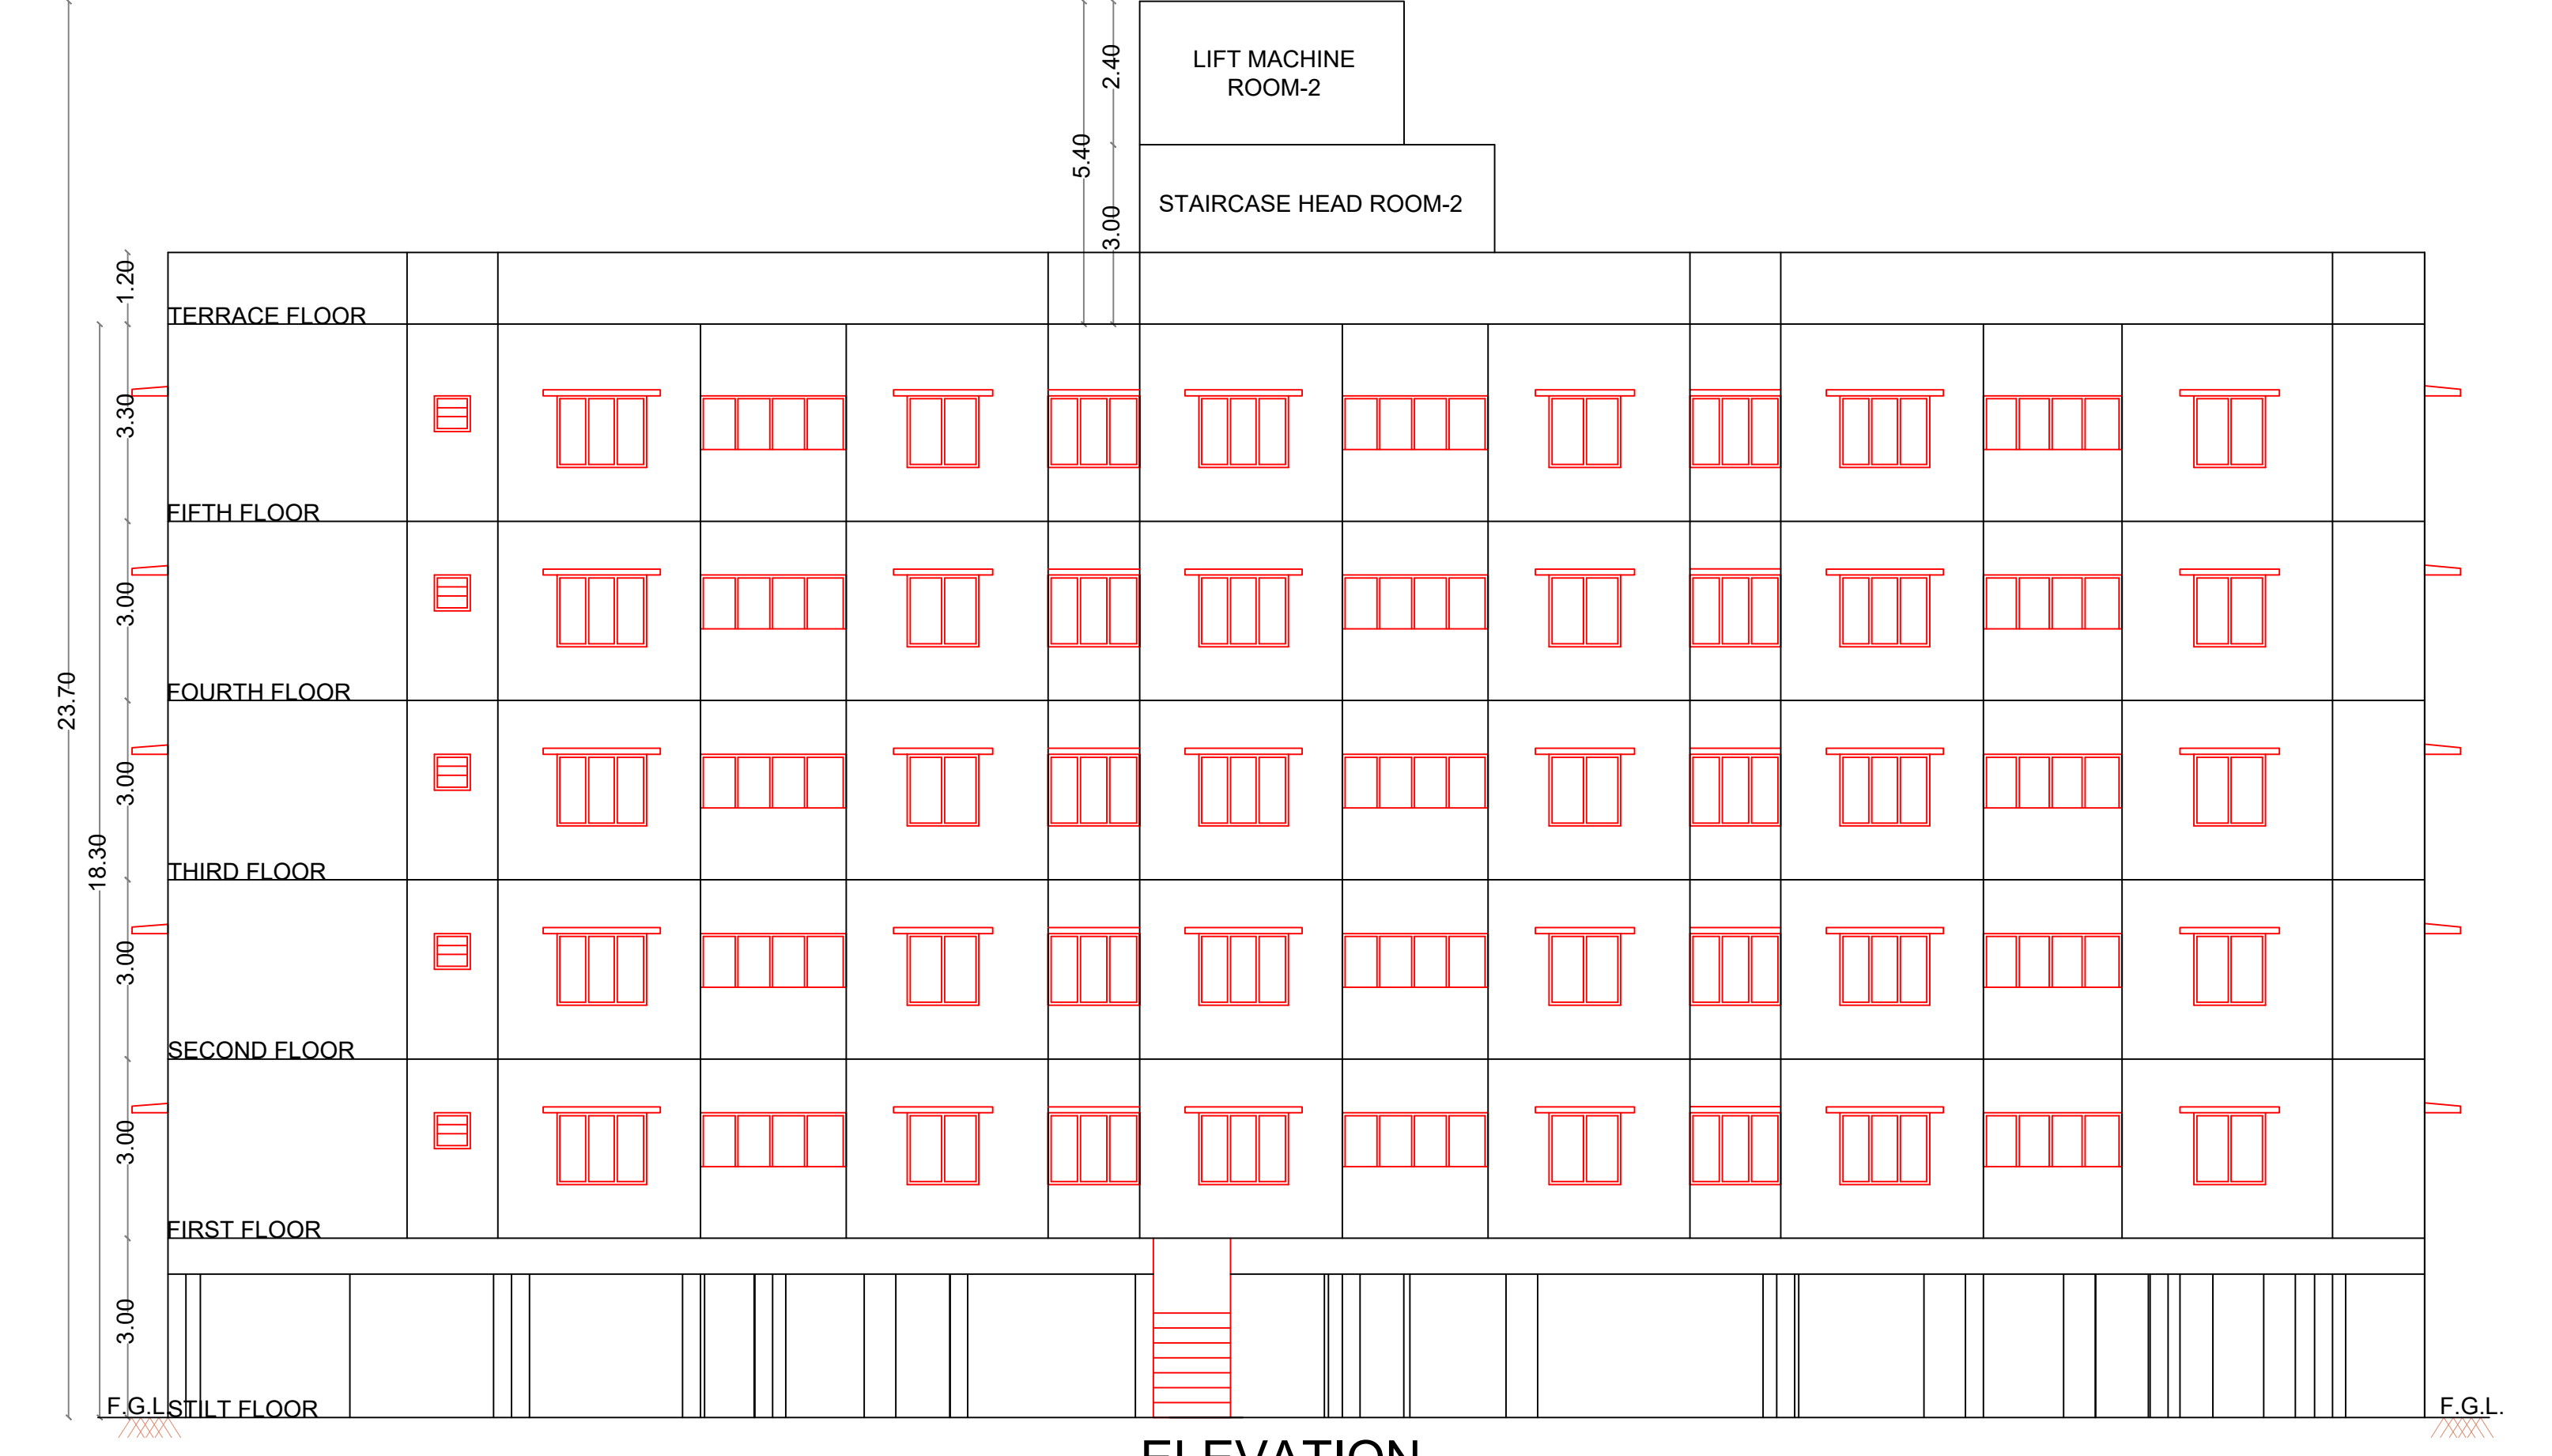 LIFT MACHINE
ROOM-2
2.40
5.40
STAIRCASE HEAD ROOM-2
3.00
1.20
TERRACE FLOOR
3.30
FIFTH FLOOR
3.00
FOURTH FLOOR
23.70
3.00
18.30
THIRD FLOOR
3.00
SECOND FLOOR
3.00
FIRST FLOOR
3.00
F.G.L.
STILT FLOOR
F.G.L.
ELEVATION